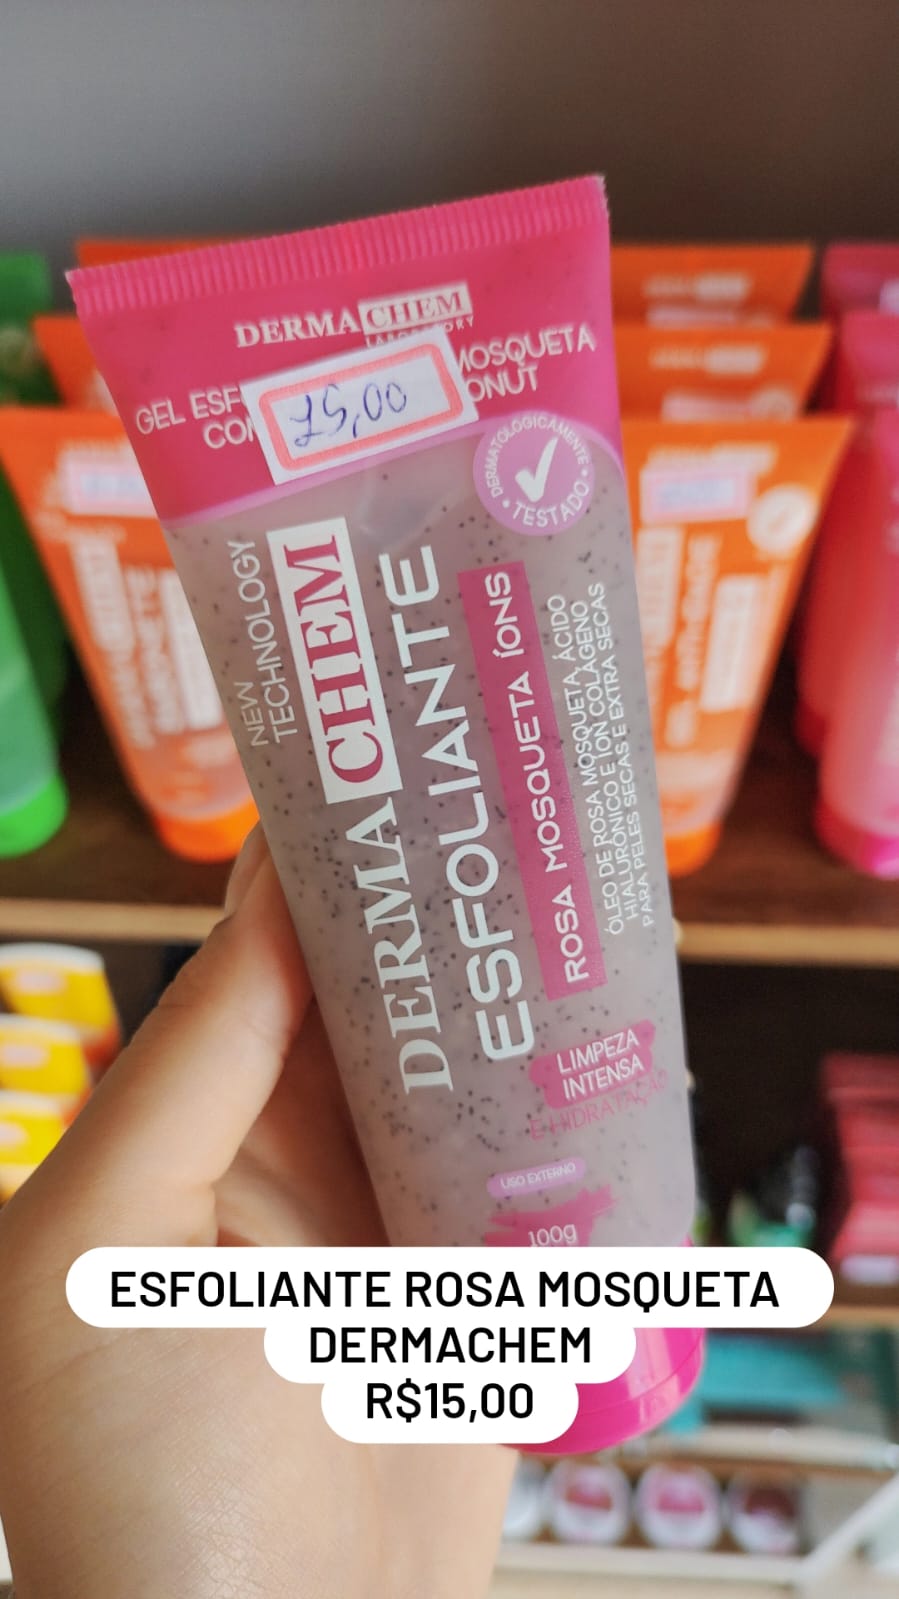 DERMACHEM
LABORATORY
GEL ESF MOSQUETA
CO ONUT
15,00
DERMATOLOGICAMENTE
TESTADO
NEW
TECHNOLOGY
DERMACHEM
ESFOLIANTE
ROSA MOSQUETA ÍONS
ÓLEO DE ROSA MOSQUETA ÁCIDO
HIALURÔNICO E ÍON COLÁGENO
PARA PELES SECAS E EXTRA SECAS
LIMPEZA
INTENSA
E HIDRATAÇÃO
USO EXTERNO
100g
ESFOLIANTE ROSA MOSQUETA
DERMACHEM
R$15,00